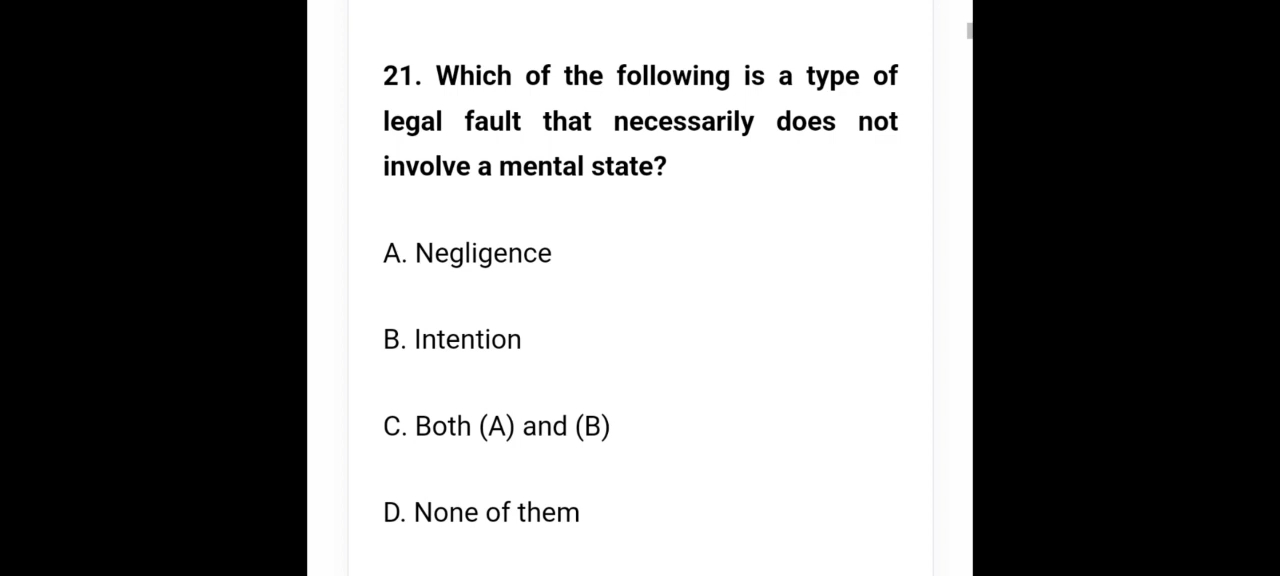 21. Which of the following is a type of
legal fault that necessarily does not
involve a mental state?
A. Negligence
B. Intention
C. Both (A) and (B)
D. None of them